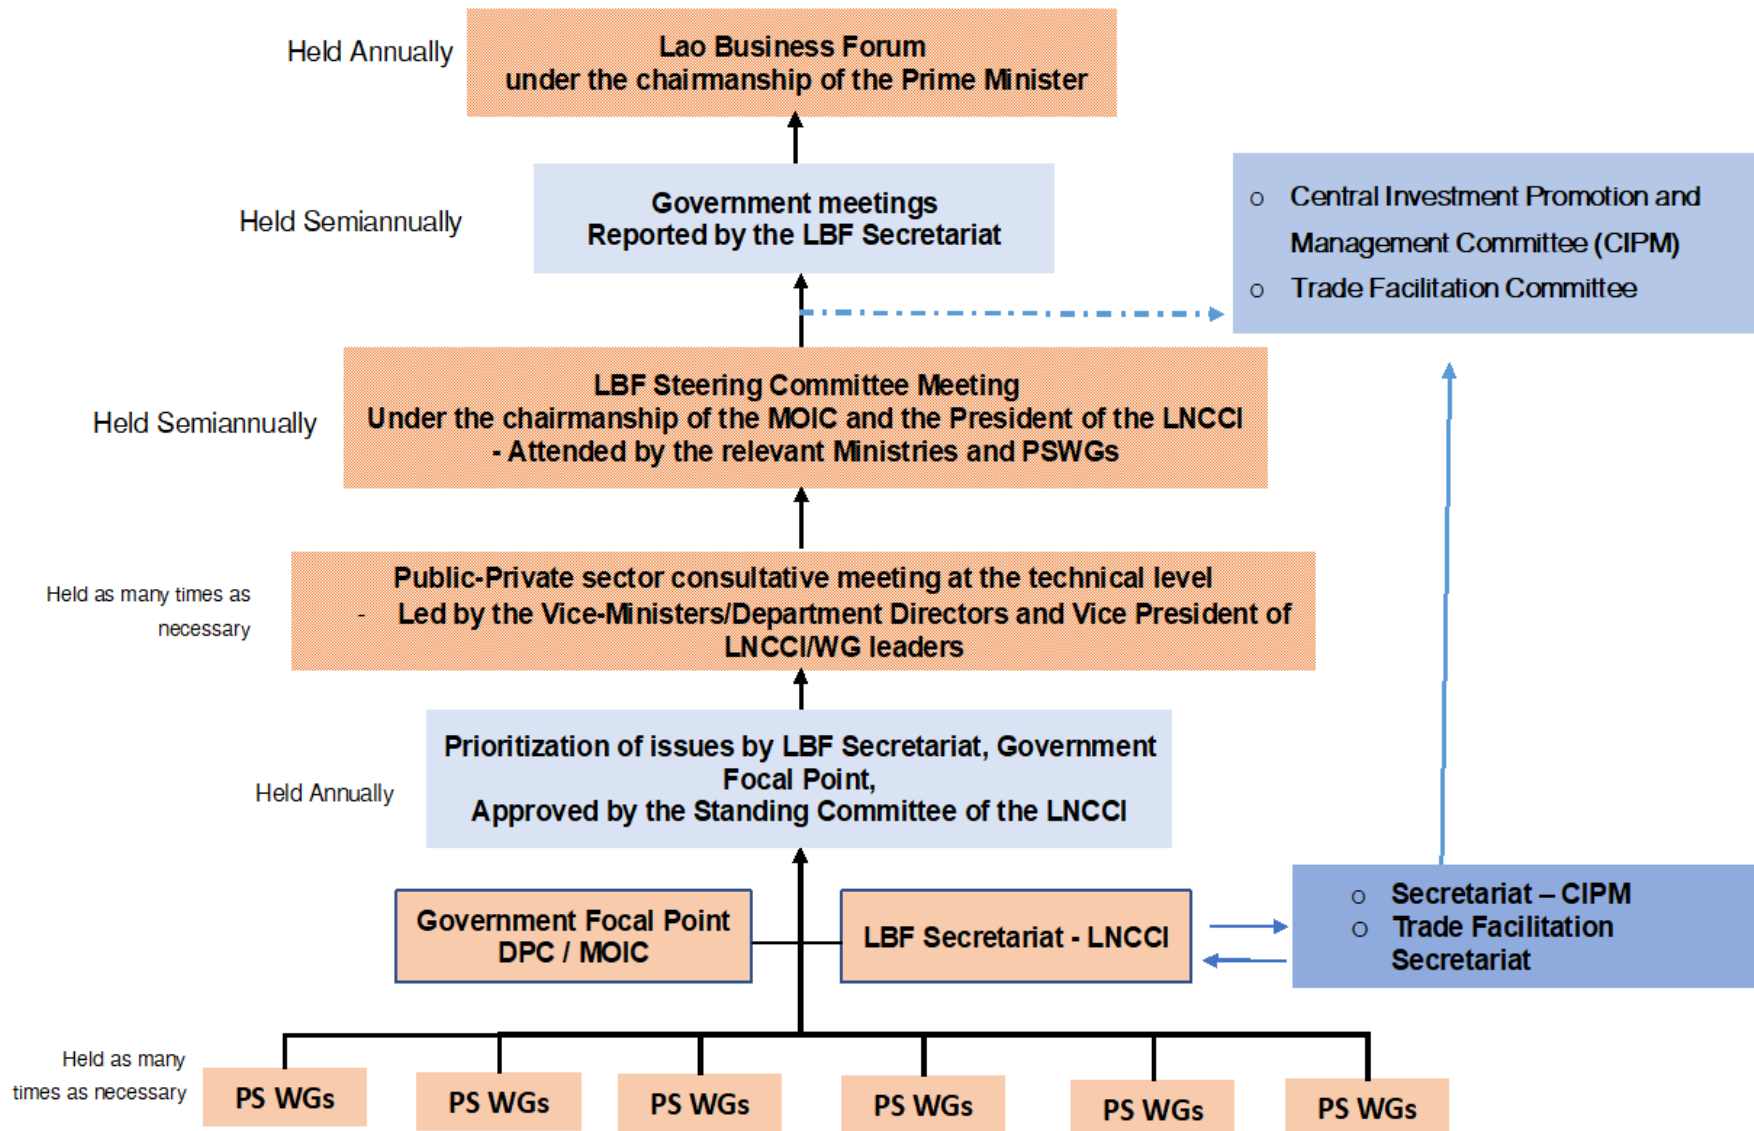 Held Annually
Lao Business Forum
under the chairmanship of the Prime Minister
Held Semiannually
Government meetings
Reported by the LBF Secretariat
o Central Investment Promotion and
Management Committee (CIPM)
o Trade Facilitation Committee
Held Semiannually
LBF Steering Committee Meeting
Under the chairmanship of the MOIC and the President of the LNCCI
- Attended by the relevant Ministries and PSWGs
Held as many times as
necessary
Public-Private sector consultative meeting at the technical level
- Led by the Vice-Ministers/Department Directors and Vice President of
LNCCI/WG leaders
Held Annually
Prioritization of issues by LBF Secretariat, Government
Focal Point,
Approved by the Standing Committee of the LNCCI
Government Focal Point
DPC / MOIC
LBF Secretariat - LNCCI
o Secretariat – CIPM
o Trade Facilitation
Secretariat
Held as many
times as necessary
PS WGs
PS WGs
PS WGs
PS WGs
PS WGs
PS WGs